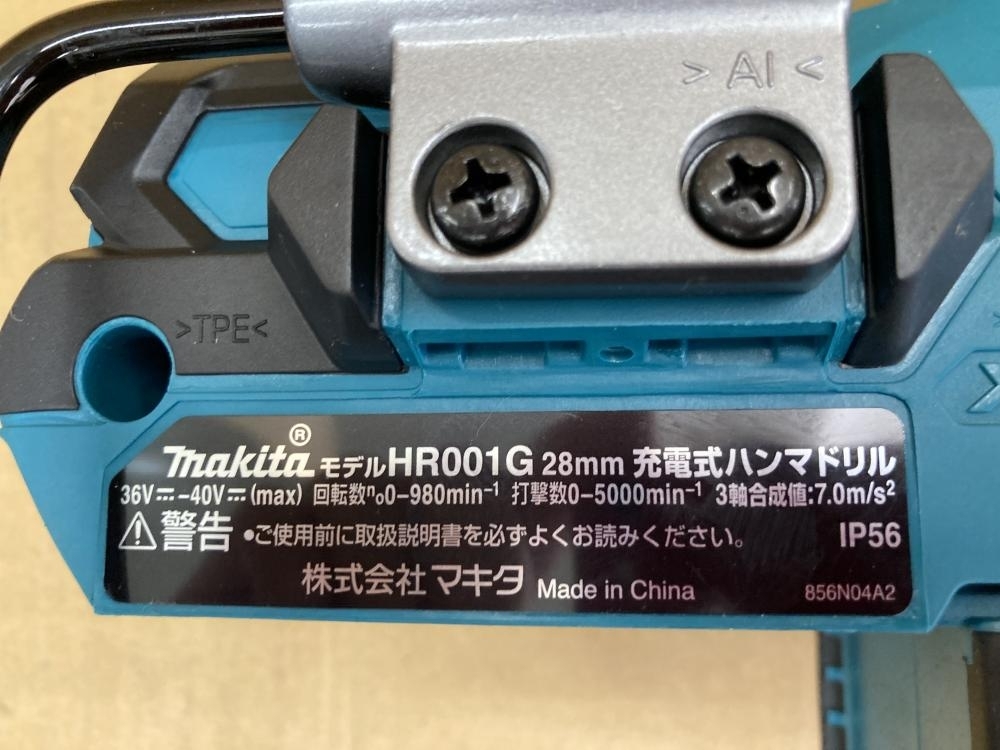 >AI<
>TPE<
makita® モデルHR001G 28mm 充電式ハンマドリル
36V⎓-40V⎓(max) 回転数n₀0-980min⁻¹ 打撃数0-5000min⁻¹ 3軸合成値:7.0m/s²
⚠警告 •ご使用前に取扱説明書を必ずよくお読みください。 IP56
株式会社マキタ Made in China 856N04A2